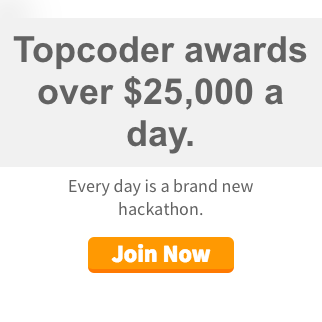 Topcoder awards
over $25,000 a
day.
Every day is a brand new
hackathon.
Join Now